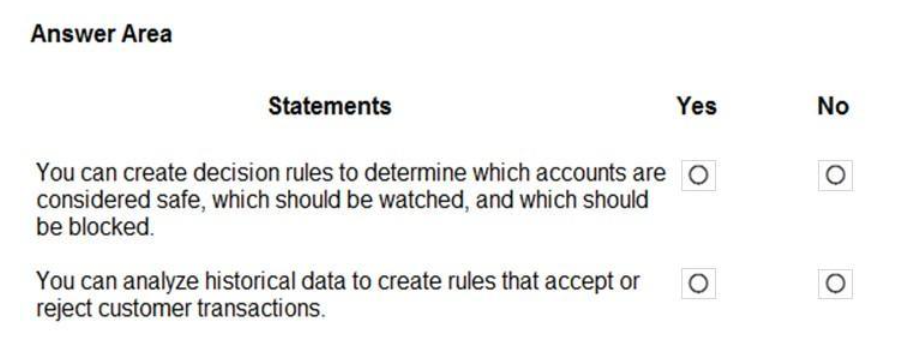 Answer Area
Statements Yes No
You can create decision rules to determine which accounts are
considered safe, which should be watched, and which should
be blocked.
You can analyze historical data to create rules that accept or
reject customer transactions.